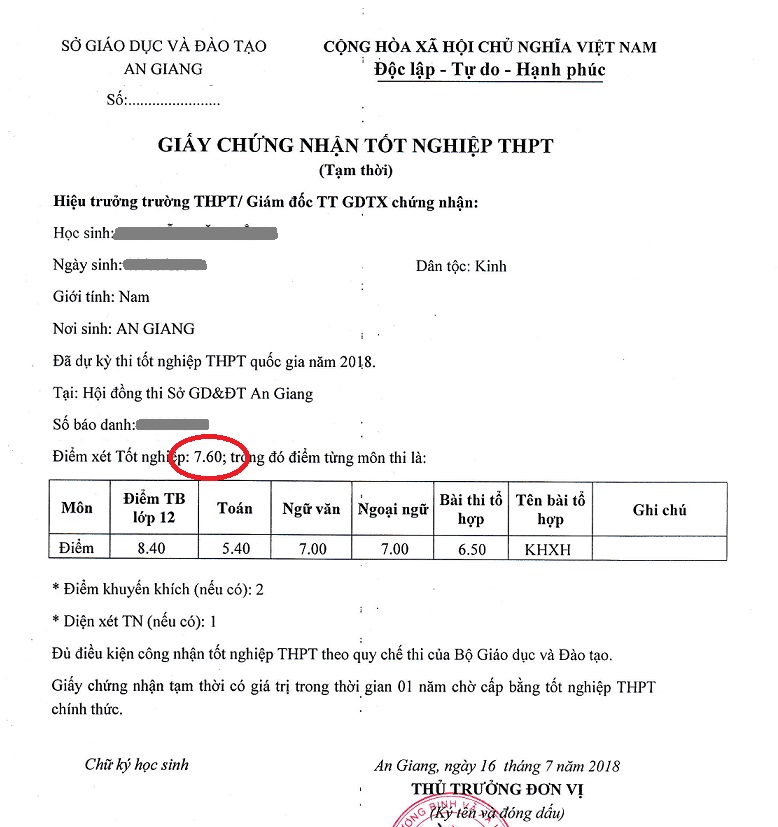 SỞ GIÁO DỤC VÀ ĐÀO TẠO
AN GIANG
Số:.......................
CỘNG HÒA XÃ HỘI CHỦ NGHĨA VIỆT NAM
Độc lập - Tự do - Hạnh phúc
GIẤY CHỨNG NHẬN TỐT NGHIỆP THPT
(Tạm thời)
Hiệu trưởng trường THPT/ Giám đốc TT GDTX chứng nhận:
Học sinh:
Ngày sinh:
Dân tộc: Kinh
Giới tính: Nam
Nơi sinh: AN GIANG
Đã dự kỳ thi tốt nghiệp THPT quốc gia năm 2018.
Tại: Hội đồng thi Sở GD&ĐT An Giang
Số báo danh:
Điểm xét Tốt nghiệp: 7.60; trong đó điểm từng môn thi là:
Môn Điểm TB lớp 12 Toán Ngữ văn Ngoại ngữ Bài thi tổ hợp Tên bài tổ hợp Ghi chú
Điểm 8.40 5.40 7.00 7.00 6.50 KHXH
* Điểm khuyến khích (nếu có): 2
* Diện xét TN (nếu có): 1
Đủ điều kiện công nhận tốt nghiệp THPT theo quy chế thi của Bộ Giáo dục và Đào tạo.
Giấy chứng nhận tạm thời có giá trị trong thời gian 01 năm chờ cấp bằng tốt nghiệp THPT
chính thức.
Chữ ký học sinh
An Giang, ngày 16 tháng 7 năm 2018
THỦ TRƯỞNG ĐƠN VỊ
(Ký tên và đóng dấu)